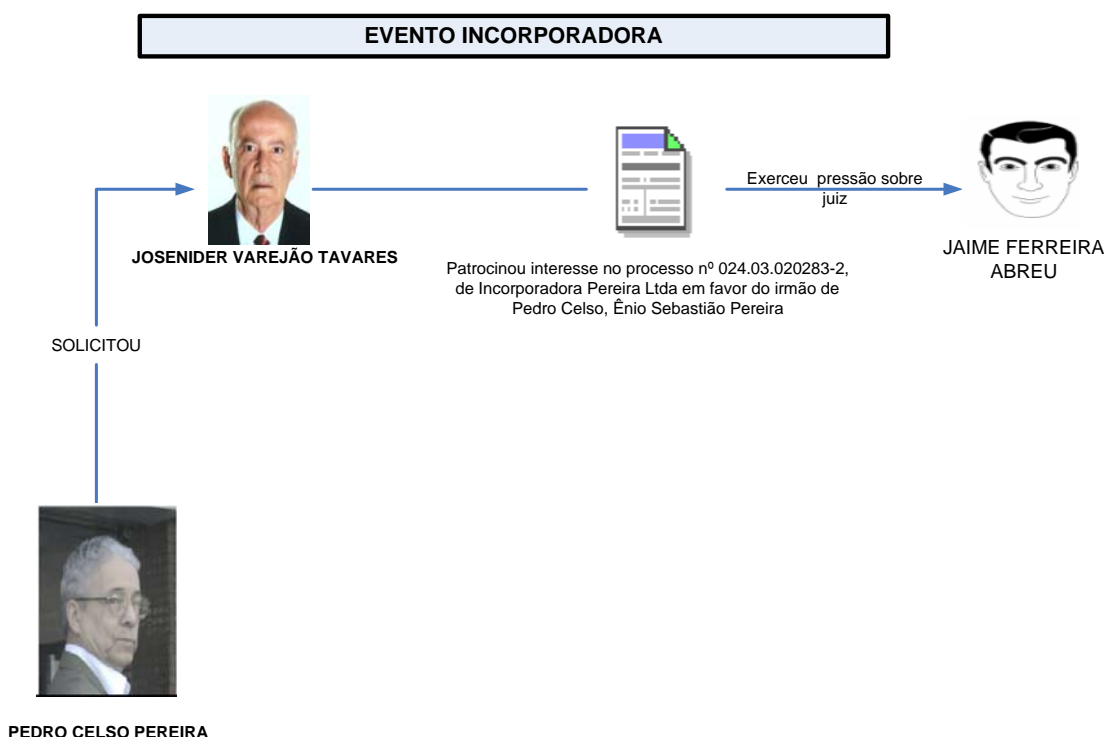 EVENTO INCORPORADORA
JOSENIDER VAREJÃO TAVARES
Patrocinou interesse no processo nº 024.03.020283-2,
de Incorporadora Pereira Ltda em favor do irmão de
Pedro Celso, Ênio Sebastião Pereira
Exerceu pressão sobre
juiz
JAIME FERREIRA
ABREU
SOLICITOU
PEDRO CELSO PEREIRA